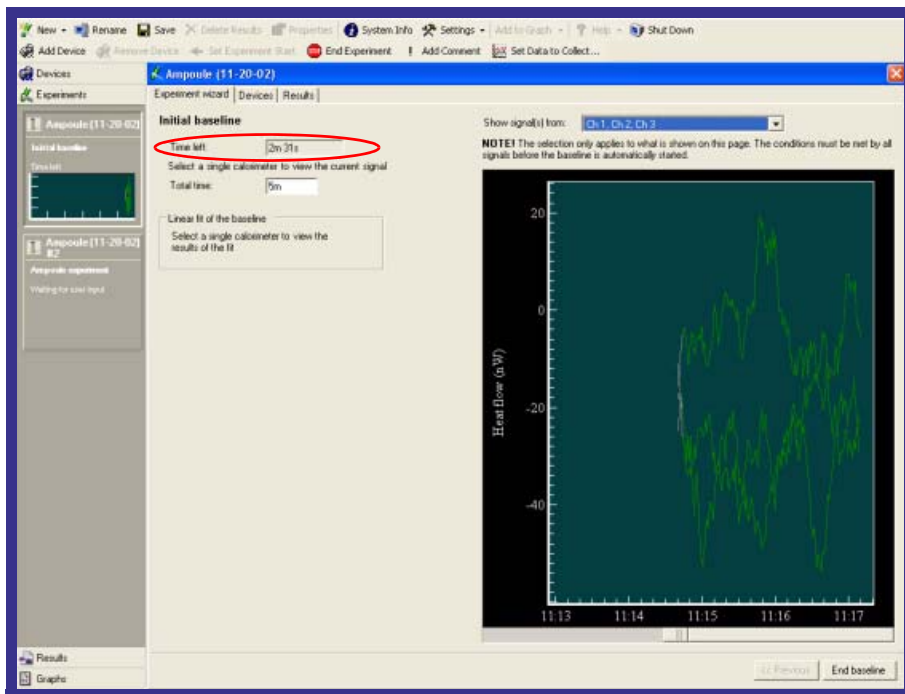 New Rename Save Delete Results Properties System Info Settings Add to Graph Help Shut Down
Add Device Remove Device Set Experiment Start End Experiment ! Add Comment Set Data to Collect...
Devices
Experiments
Ampoule (11-20-02)
Initial baseline
Time left:
Ampoule (11-20-02) #2
Ampoule experiment
Waiting for user input
Results
Graphs
Ampoule (11-20-02)
Experiment wizard Devices Results
Initial baseline
Time left: 2m 31s
Select a single calorimeter to view the current signal
Total time: 5m
Linear fit of the baseline
Select a single calorimeter to view the
results of the fit
Show signal(s) from: Ch 1, Ch 2, Ch 3
NOTE! The selection only applies to what is shown on this page. The conditions must be met by all
signals before the baseline is automatically started.
Heat flow (nW)
20
0
-20
-40
11:13 11:14 11:15 11:16 11:17
<< Previous End baseline